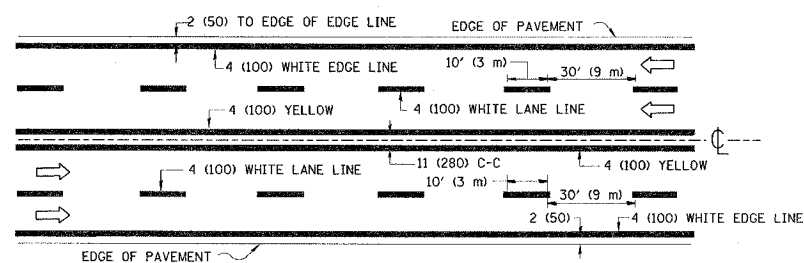 2 (50) TO EDGE OF EDGE LINE
EDGE OF PAVEMENT
4 (100) WHITE EDGE LINE
10' (3 m)
30' (9 m)
4 (100) YELLOW
4 (100) WHITE LANE LINE
℄
4 (100) WHITE LANE LINE
11 (280) C-C
4 (100) YELLOW
10' (3 m)
30' (9 m)
2 (50)
4 (100) WHITE EDGE LINE
EDGE OF PAVEMENT